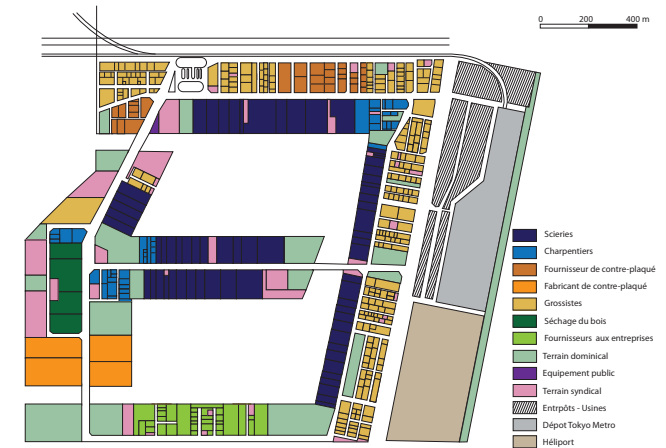 0 200 400 m
Scieries
Charpentiers
Fournisseur de contre-plaqué
Fabricant de contre-plaqué
Grossistes
Séchage du bois
Fournisseurs aux entreprises
Terrain dominical
Equipement public
Terrain syndical
Entrpôts - Usines
Dépot Tokyo Metro
Héliport